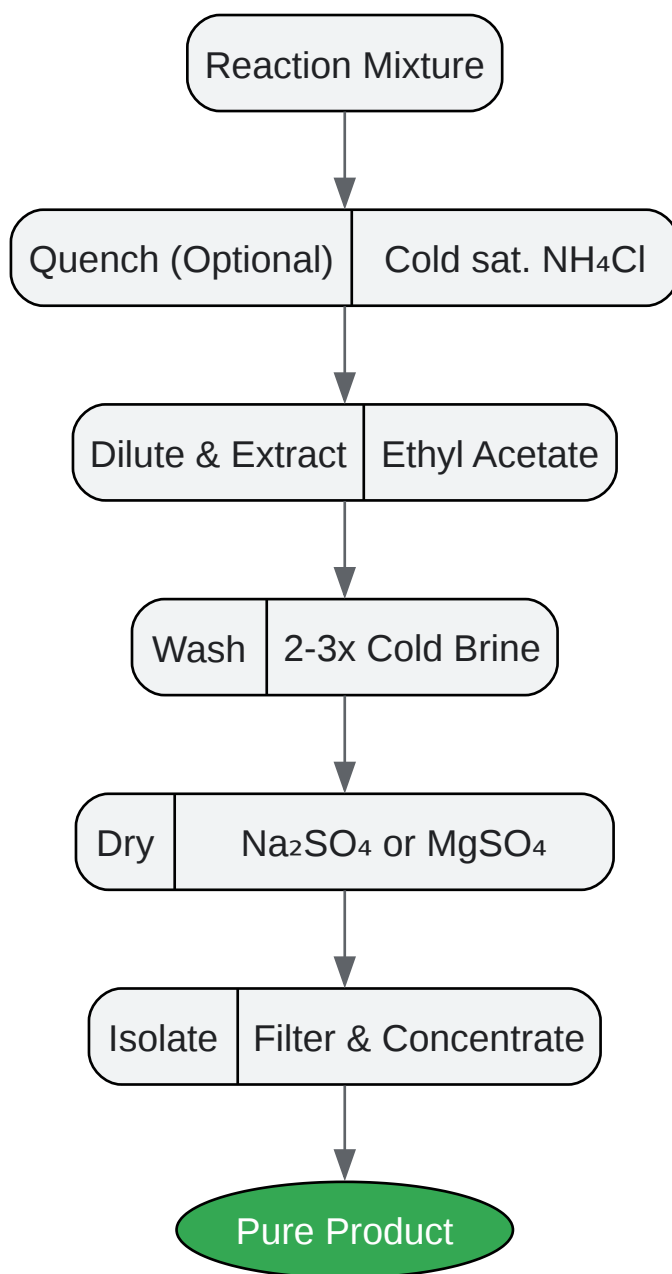 Reaction Mixture
Quench (Optional) Cold sat. NH₄Cl
Dilute & Extract Ethyl Acetate
Wash 2-3x Cold Brine
Dry Na₂SO₄ or MgSO₄
Isolate Filter & Concentrate
Pure Product